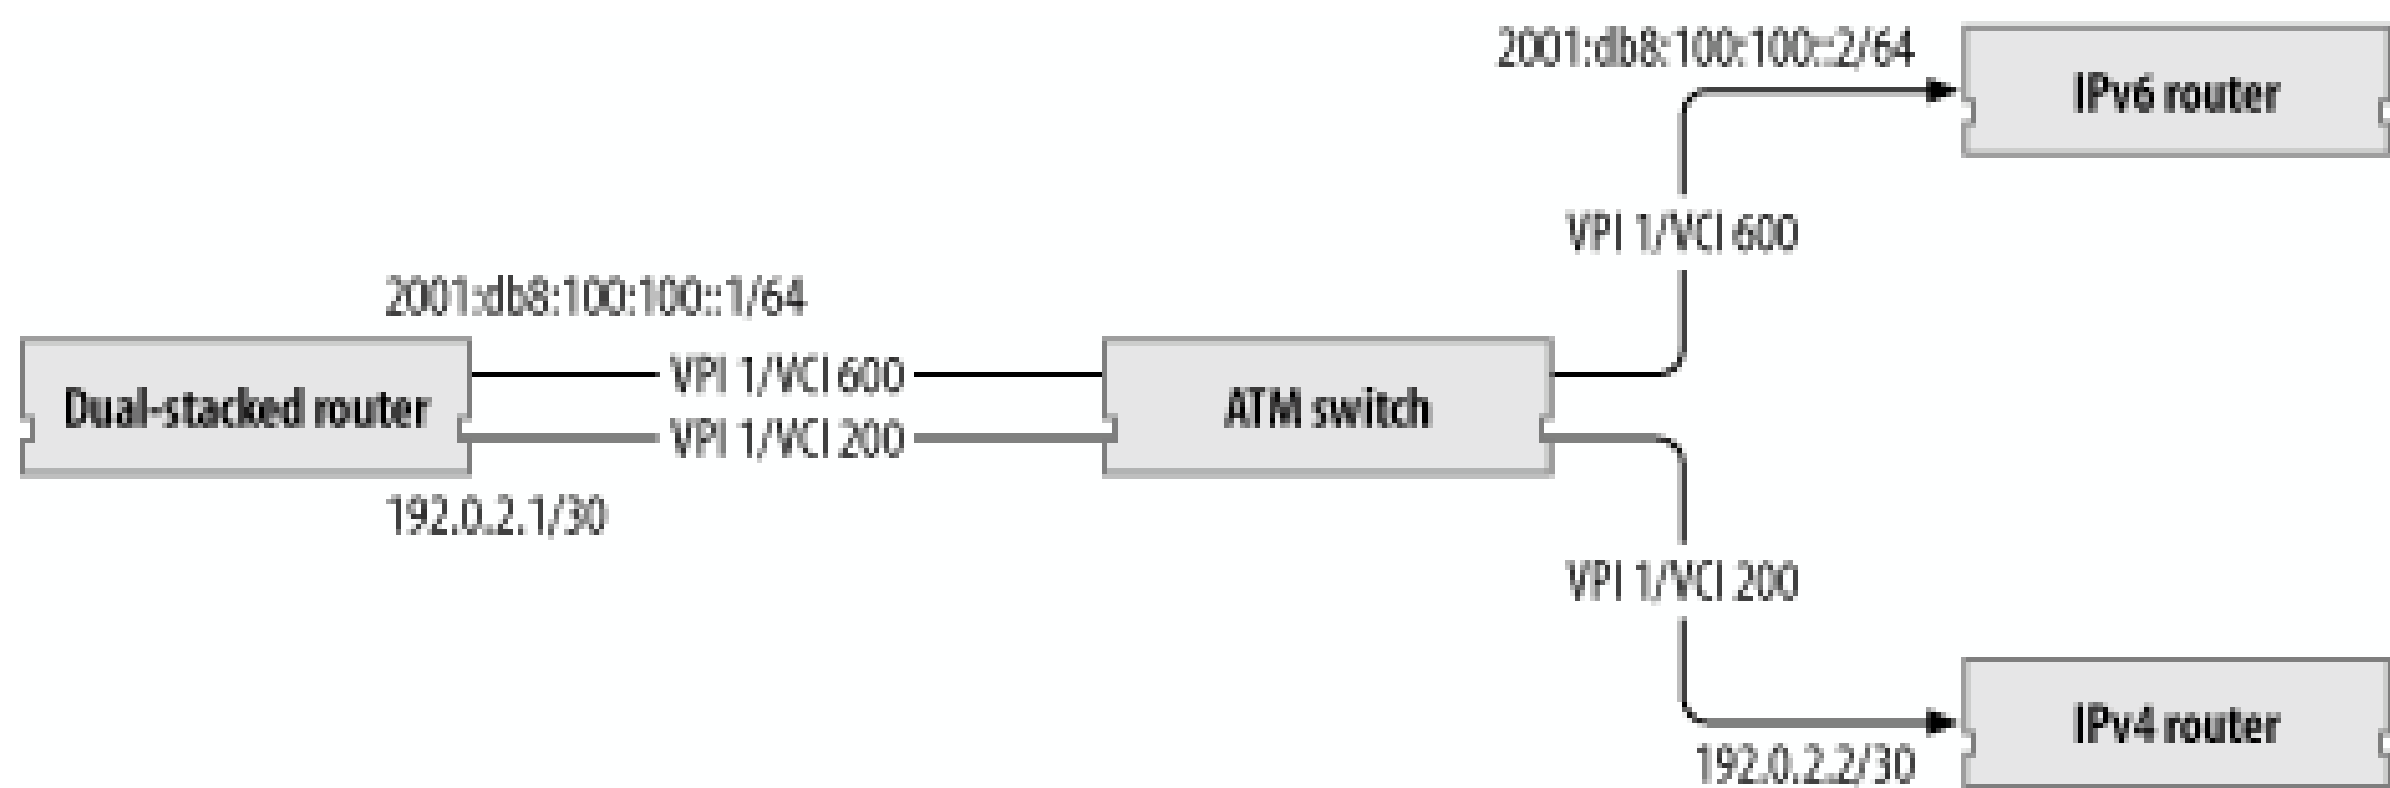 2001:db8:100:100::2/64
IPv6 router
VPI 1/VCI 600
2001:db8:100:100::1/64
Dual-stacked router
VPI 1/VCI 600
VPI 1/VCI 200
ATM switch
192.0.2.1/30
VPI 1/VCI 200
IPv4 router
192.0.2.2/30